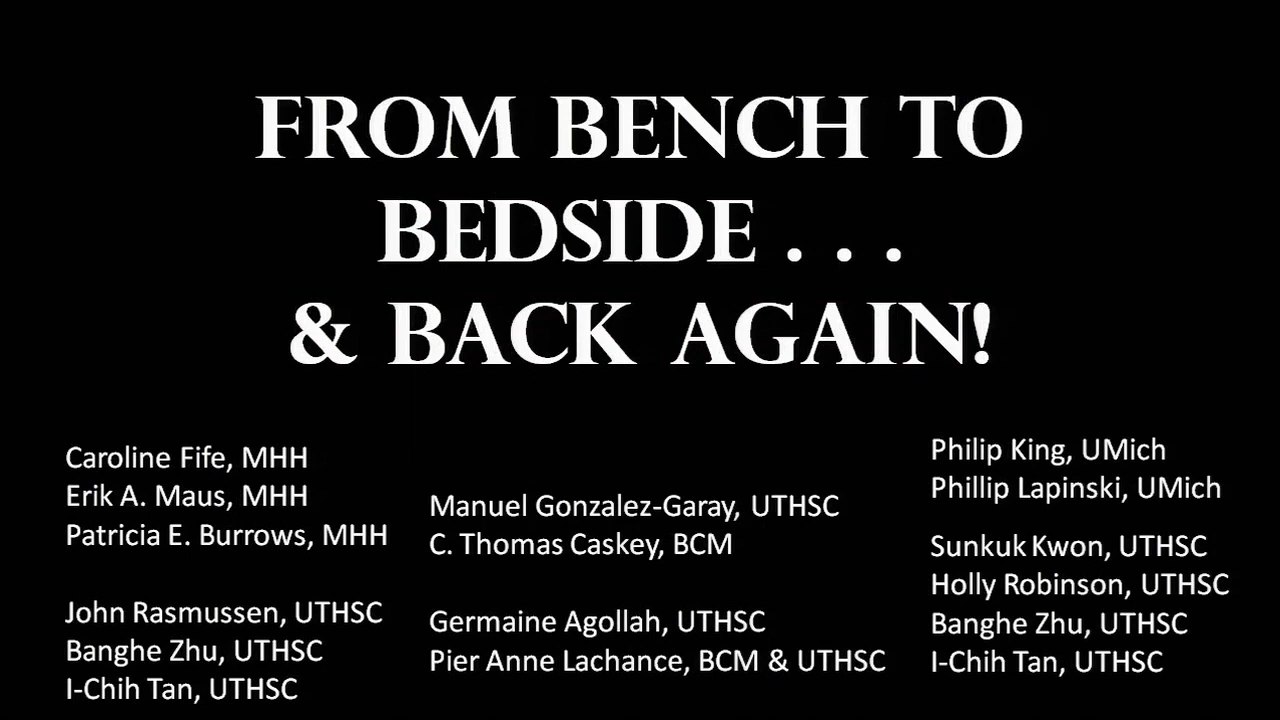 FROM BENCH TO
BEDSIDE . . .
& BACK AGAIN!
Caroline Fife, MHH
Erik A. Maus, MHH
Patricia E. Burrows, MHH
John Rasmussen, UTHSC
Banghe Zhu, UTHSC
I-Chih Tan, UTHSC
Manuel Gonzalez-Garay, UTHSC
C. Thomas Caskey, BCM
Germaine Agollah, UTHSC
Pier Anne Lachance, BCM & UTHSC
Philip King, UMich
Phillip Lapinski, UMich
Sunkuk Kwon, UTHSC
Holly Robinson, UTHSC
Banghe Zhu, UTHSC
I-Chih Tan, UTHSC